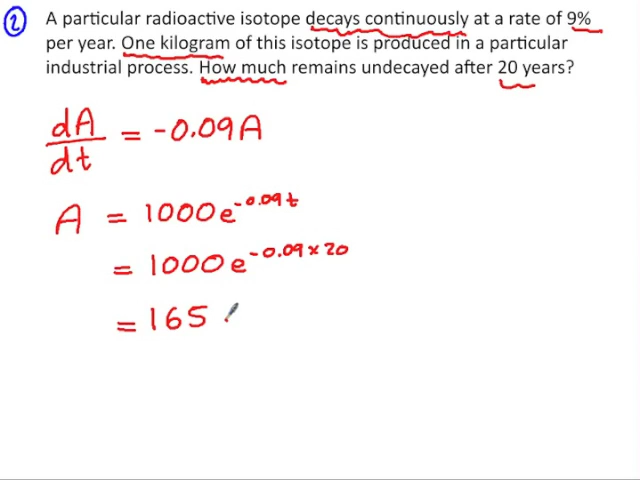 2 A particular radioactive isotope decays continuously at a rate of 9%
per year. One kilogram of this isotope is produced in a particular
industrial process. How much remains undecayed after 20 years?
dA/dt = -0.09A
A = 1000e^{-0.09t}
= 1000e^{-0.09×20}
= 165